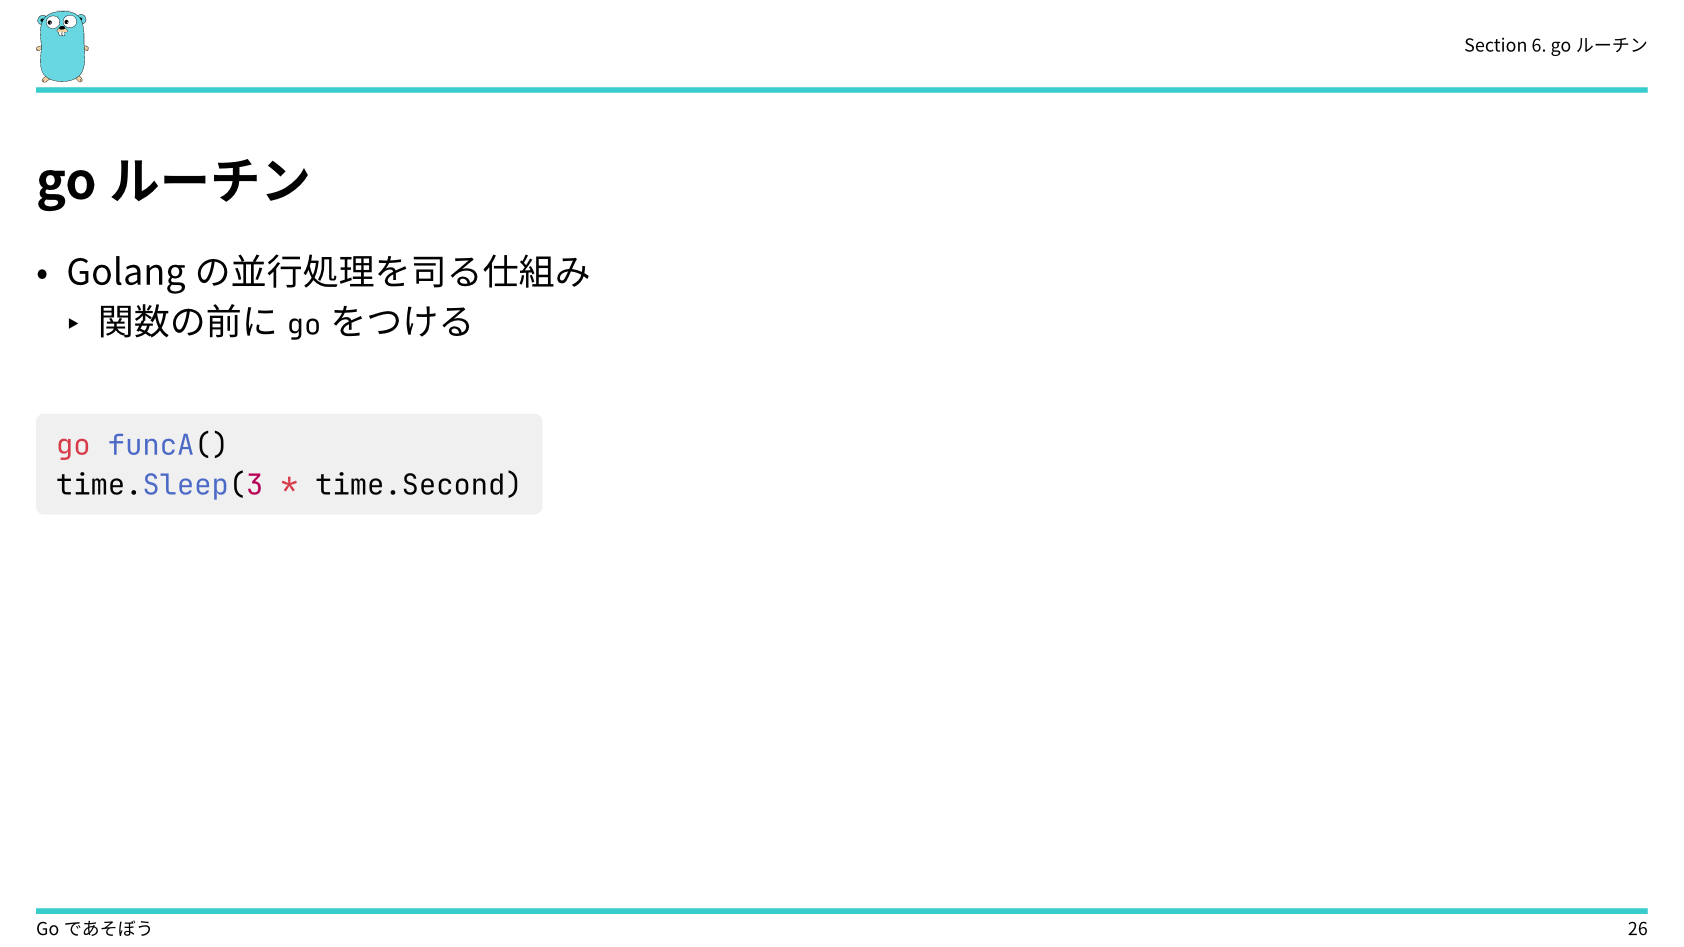 Section 6. go ルーチン
go ルーチン
• Golang の並行処理を司る仕組み
‣ 関数の前に go をつける
go funcA()
time.Sleep(3 * time.Second)
Go であそぼう
26